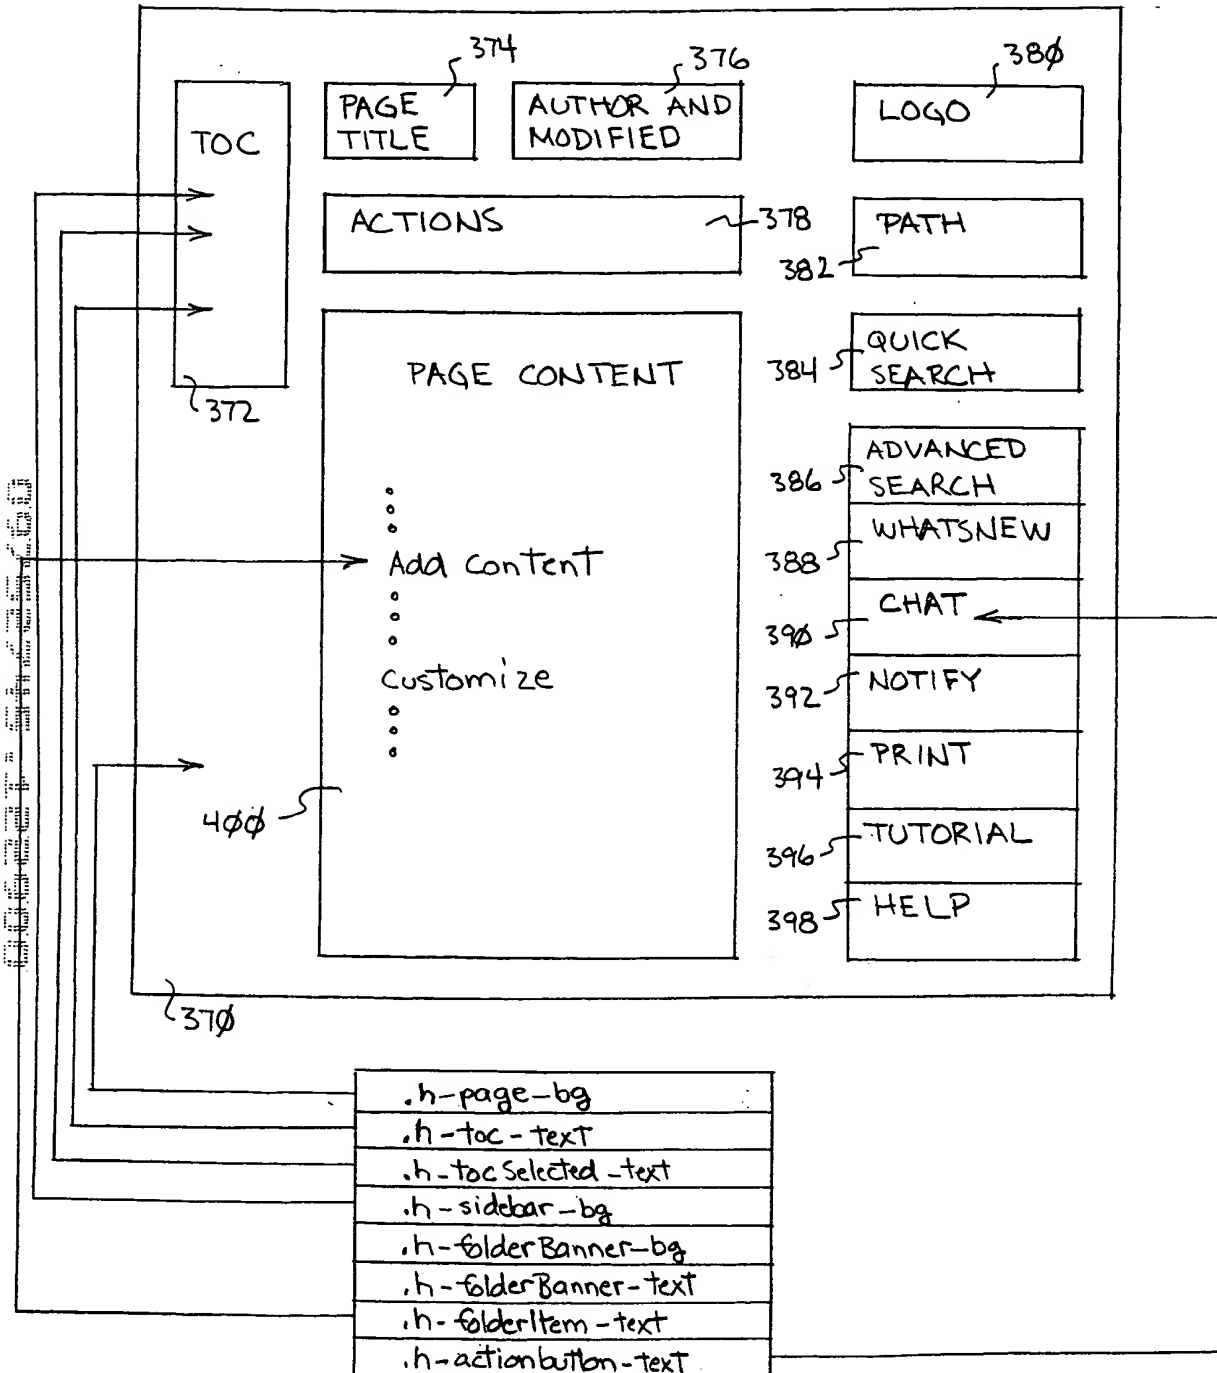 374
376
380
PAGE
TITLE
AUTHOR AND
MODIFIED
LOGO
TOC
ACTIONS
378
PATH
382
QUICK
SEARCH
384
372
PAGE CONTENT
ADVANCED
SEARCH
386
WHATSNEW
388
Add content
CHAT
390
customize
NOTIFY
392
PRINT
394
400
TUTORIAL
396
HELP
398
370
.h-page-bg
.h-toc-text
.h-tocSelected-text
.h-sidebar-bg
.h-folderBanner-bg
.h-folderBanner-text
.h-folderItem-text
.h-actionbutton-text